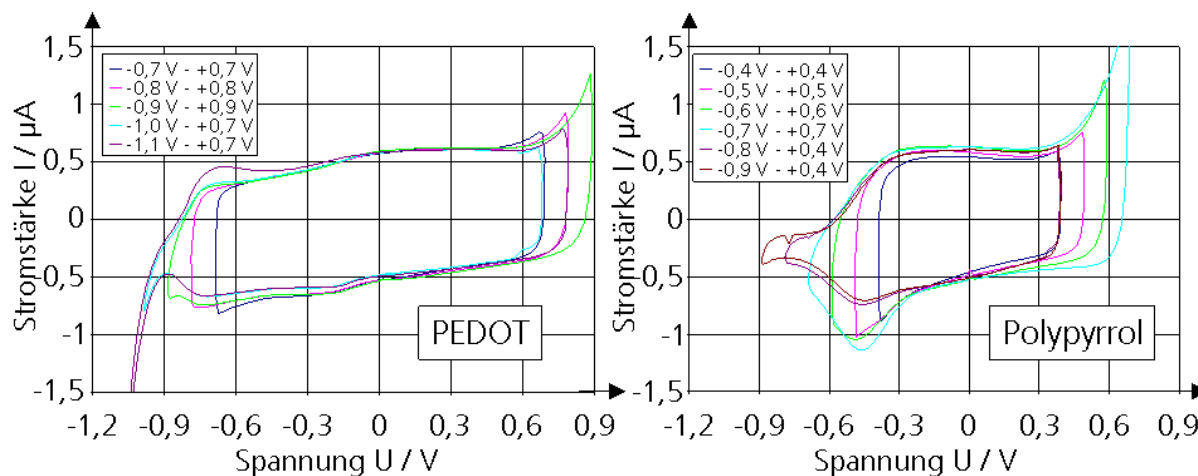 1,5
1
0,5
0
-0,5
-1
-1,5
Stromstärke I / µA
-0,7 V - +0,7 V
-0,8 V - +0,8 V
-0,9 V - +0,9 V
-1,0 V - +0,7 V
-1,1 V - +0,7 V
PEDOT
-1,2 -0,9 -0,6 -0,3 0 0,3 0,6 0,9
Spannung U / V
1,5
1
0,5
0
-0,5
-1
-1,5
Stromstärke I / µA
-0,4 V - +0,4 V
-0,5 V - +0,5 V
-0,6 V - +0,6 V
-0,7 V - +0,7 V
-0,8 V - +0,4 V
-0,9 V - +0,4 V
Polypyrrol
-1,2 -0,9 -0,6 -0,3 0 0,3 0,6 0,9
Spannung U / V